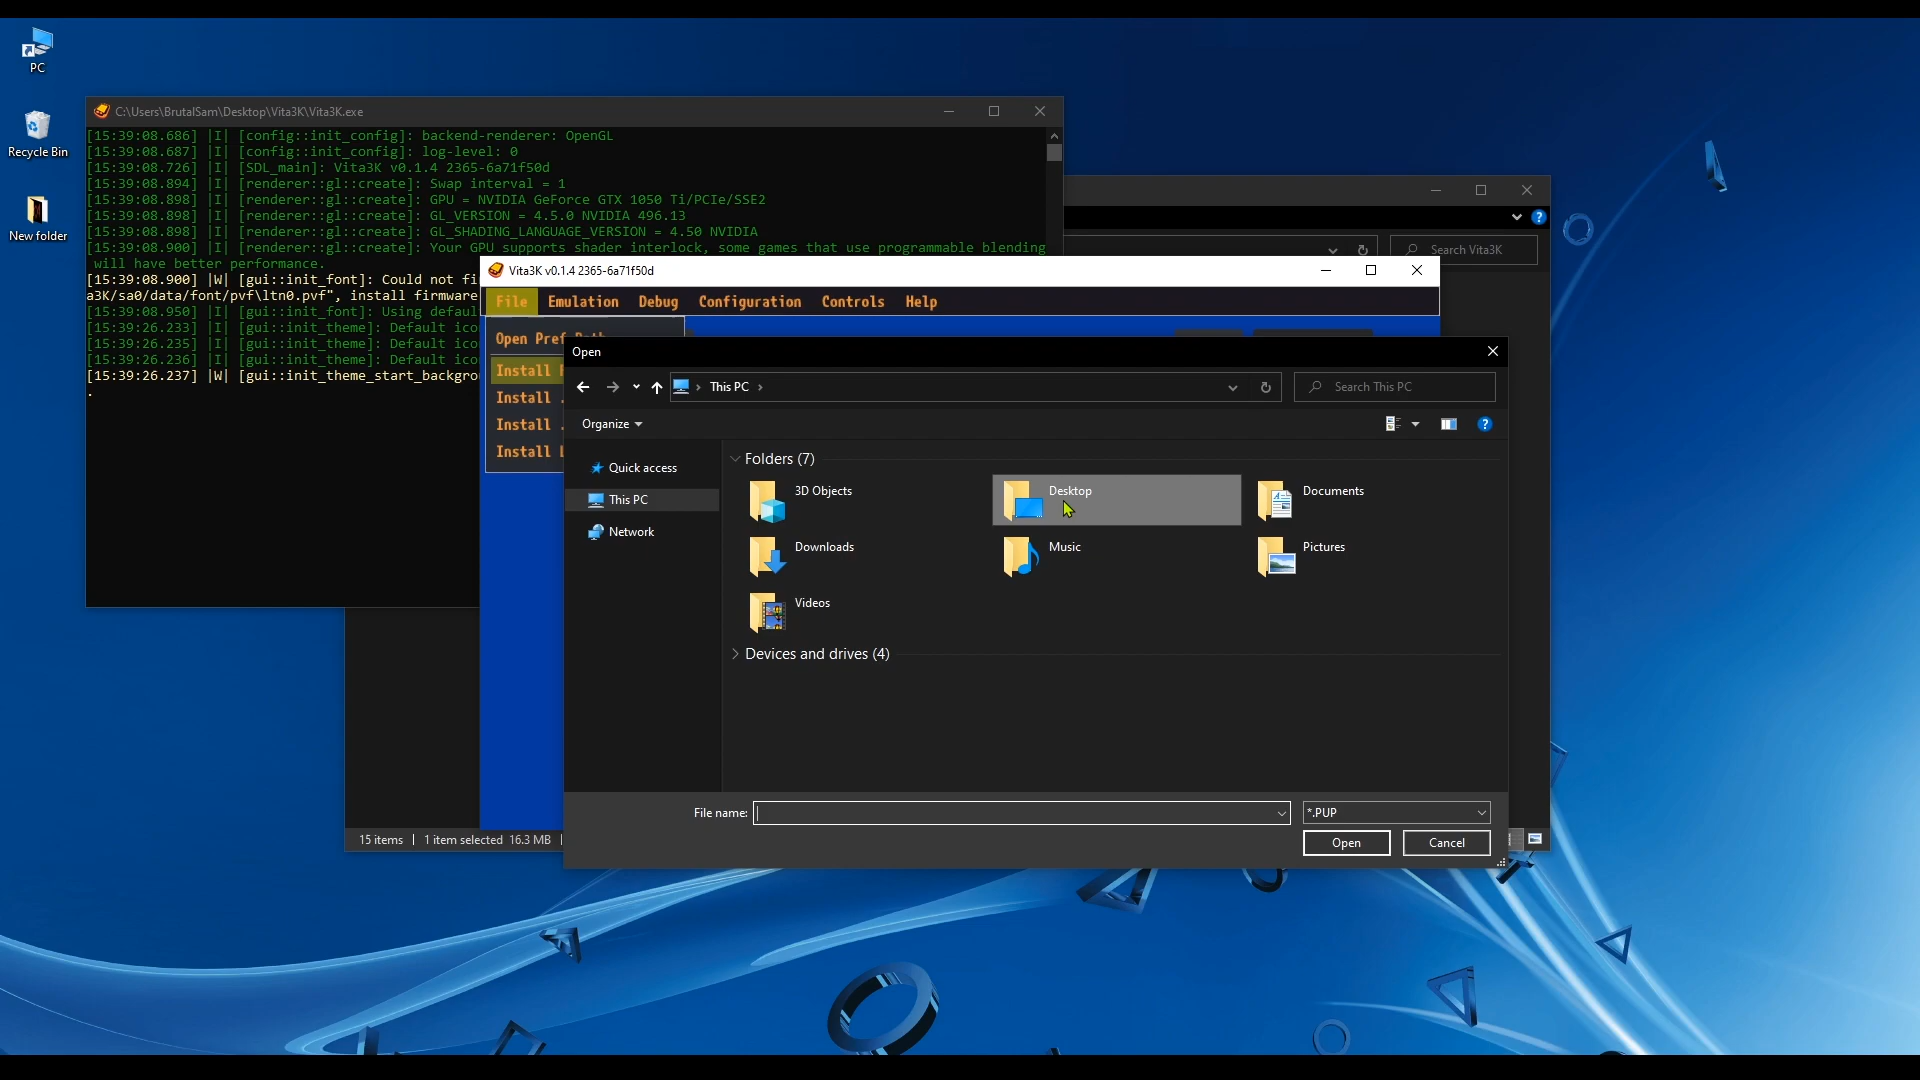 PC
Recycle Bin
New folder
C:\Users\BrutalSam\Desktop\Vita3K\Vita3K.exe
[15:39:08.686] |I| [config::init_config]: backend-renderer: OpenGL
[15:39:08.687] |I| [config::init_config]: log-level: 0
[15:39:08.726] |I| [SDL_main]: Vita3K v0.1.4 2365-6a71f50d
[15:39:08.894] |I| [renderer::gl::create]: Swap interval = 1
[15:39:08.898] |I| [renderer::gl::create]: GPU = NVIDIA GeForce GTX 1050 Ti/PCIe/SSE2
[15:39:08.898] |I| [renderer::gl::create]: GL_VERSION = 4.5.0 NVIDIA 496.13
[15:39:08.898] |I| [renderer::gl::create]: GL_SHADING_LANGUAGE_VERSION = 4.50 NVIDIA
[15:39:08.900] |I| [renderer::gl::create]: Your GPU supports shader interlock, some games that use programmable blending
will have better performance.
[15:39:08.900] |W| [gui::init_font]: Could not fi
a3K/sa0/data/font/pvf\ltn0.pvf", install firmware
[15:39:08.950] |I| [gui::init_font]: Using defaul
[15:39:26.233] |I| [gui::init_theme]: Default ico
[15:39:26.235] |I| [gui::init_theme]: Default ico
[15:39:26.236] |I| [gui::init_theme]: Default ico
[15:39:26.237] |W| [gui::init_theme_start_backgro
.
Search Vita3K
Vita3K v0.1.4 2365-6a71f50d
File Emulation Debug Configuration Controls Help
Open Pref
Install
Install .
Install .
Install
Open
This PC
Search This PC
Organize
Quick access
This PC
Network
Folders (7)
3D Objects
Desktop
Documents
Downloads
Music
Pictures
Videos
Devices and drives (4)
File name:
*.PUP
Open
Cancel
15 items
1 item selected 16.3 MB